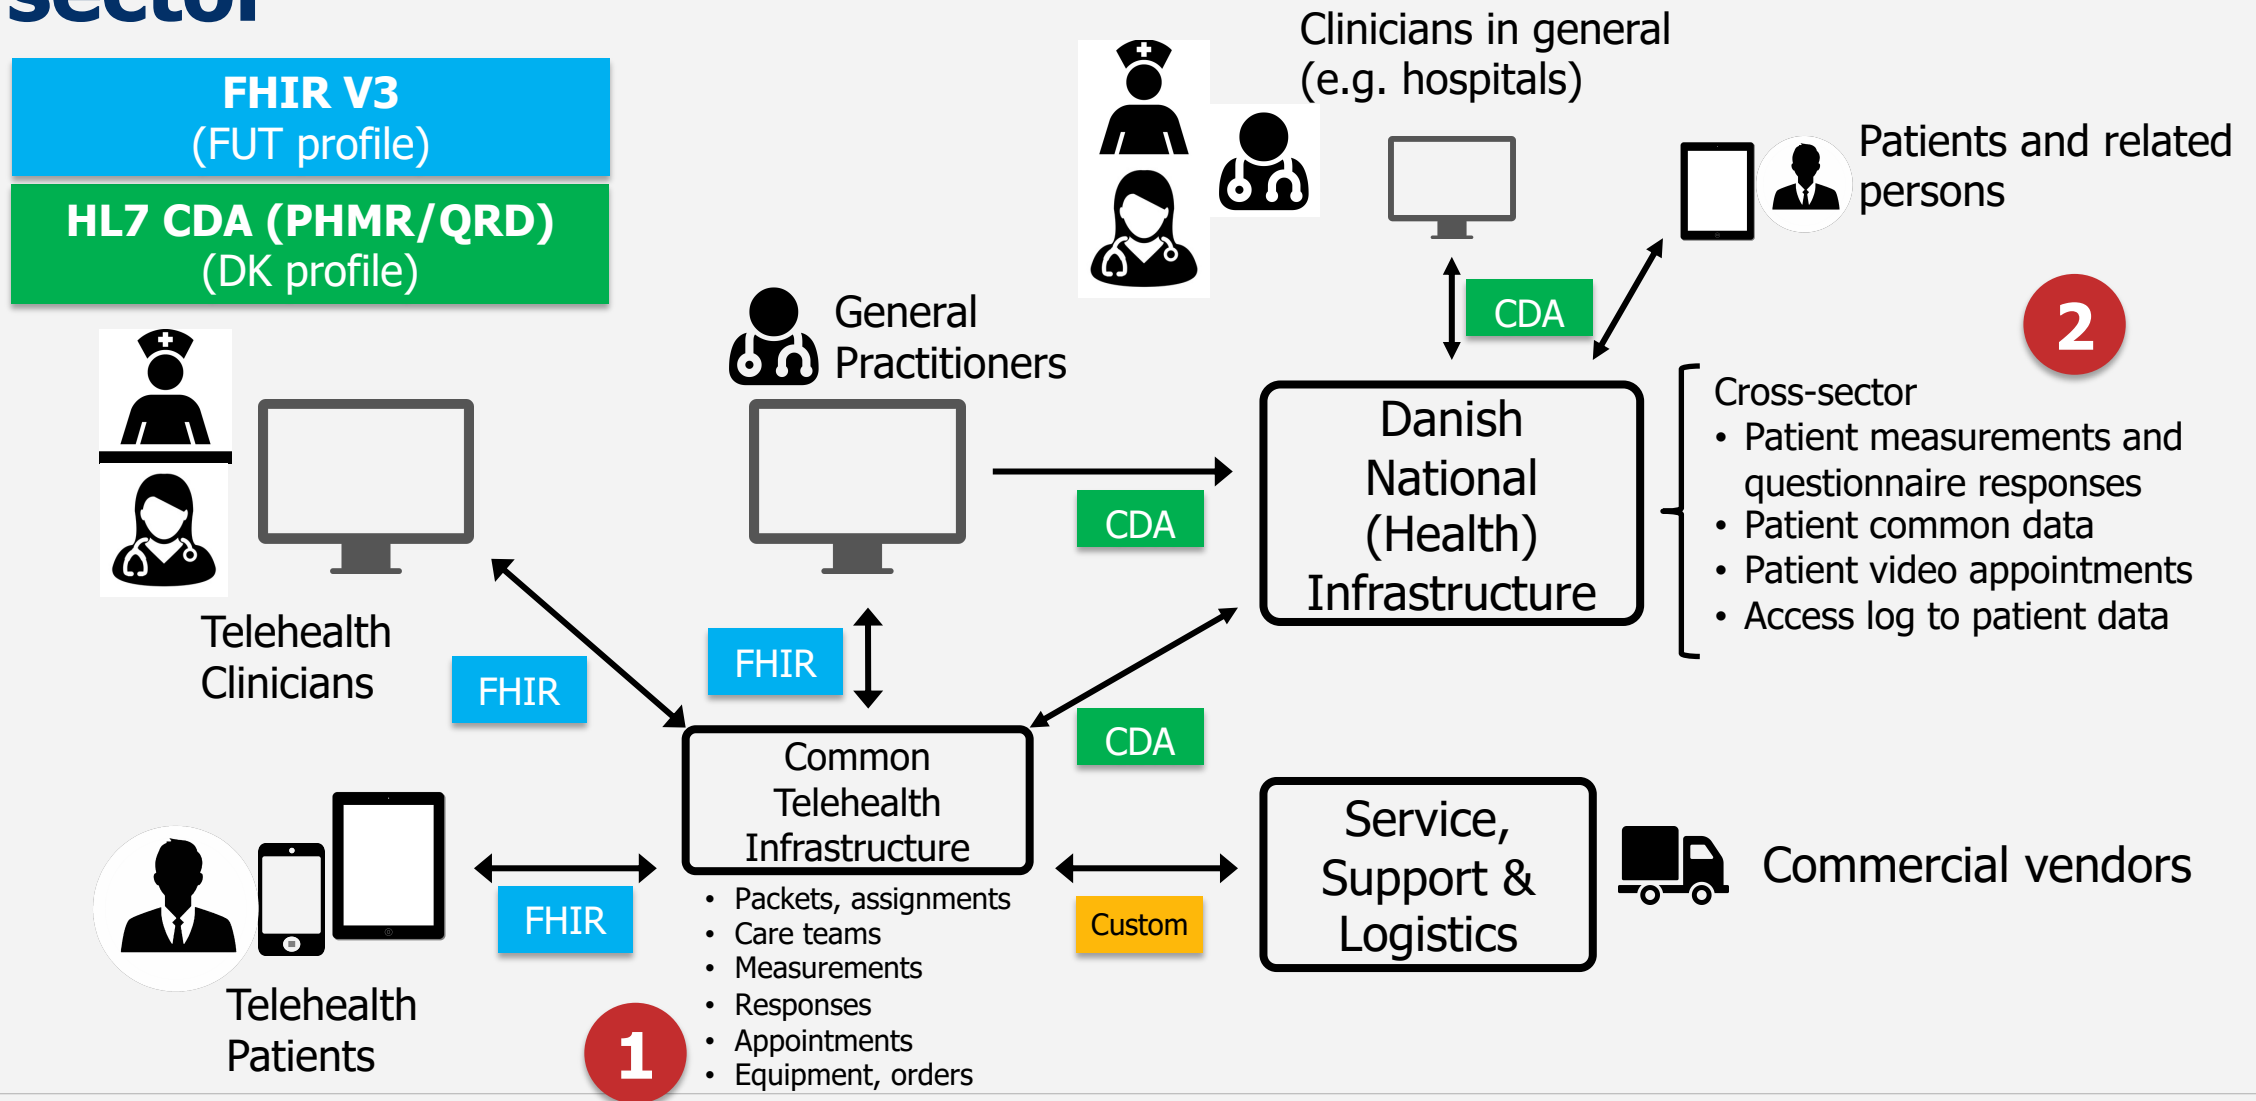 sector
FHIR V3
(FUT profile)
HL7 CDA (PHMR/QRD)
(DK profile)
Clinicians in general
(e.g. hospitals)
Patients and related
persons
CDA
2
General
Practitioners
Danish
National
(Health)
Infrastructure
Cross-sector
• Patient measurements and
questionnaire responses
• Patient common data
• Patient video appointments
• Access log to patient data
CDA
Telehealth
Clinicians
FHIR
FHIR
CDA
Common
Telehealth
Infrastructure
• Packets, assignments
• Care teams
• Measurements
• Responses
• Appointments
• Equipment, orders
Service,
Support &
Logistics
Commercial vendors
FHIR
Custom
Telehealth
Patients
1